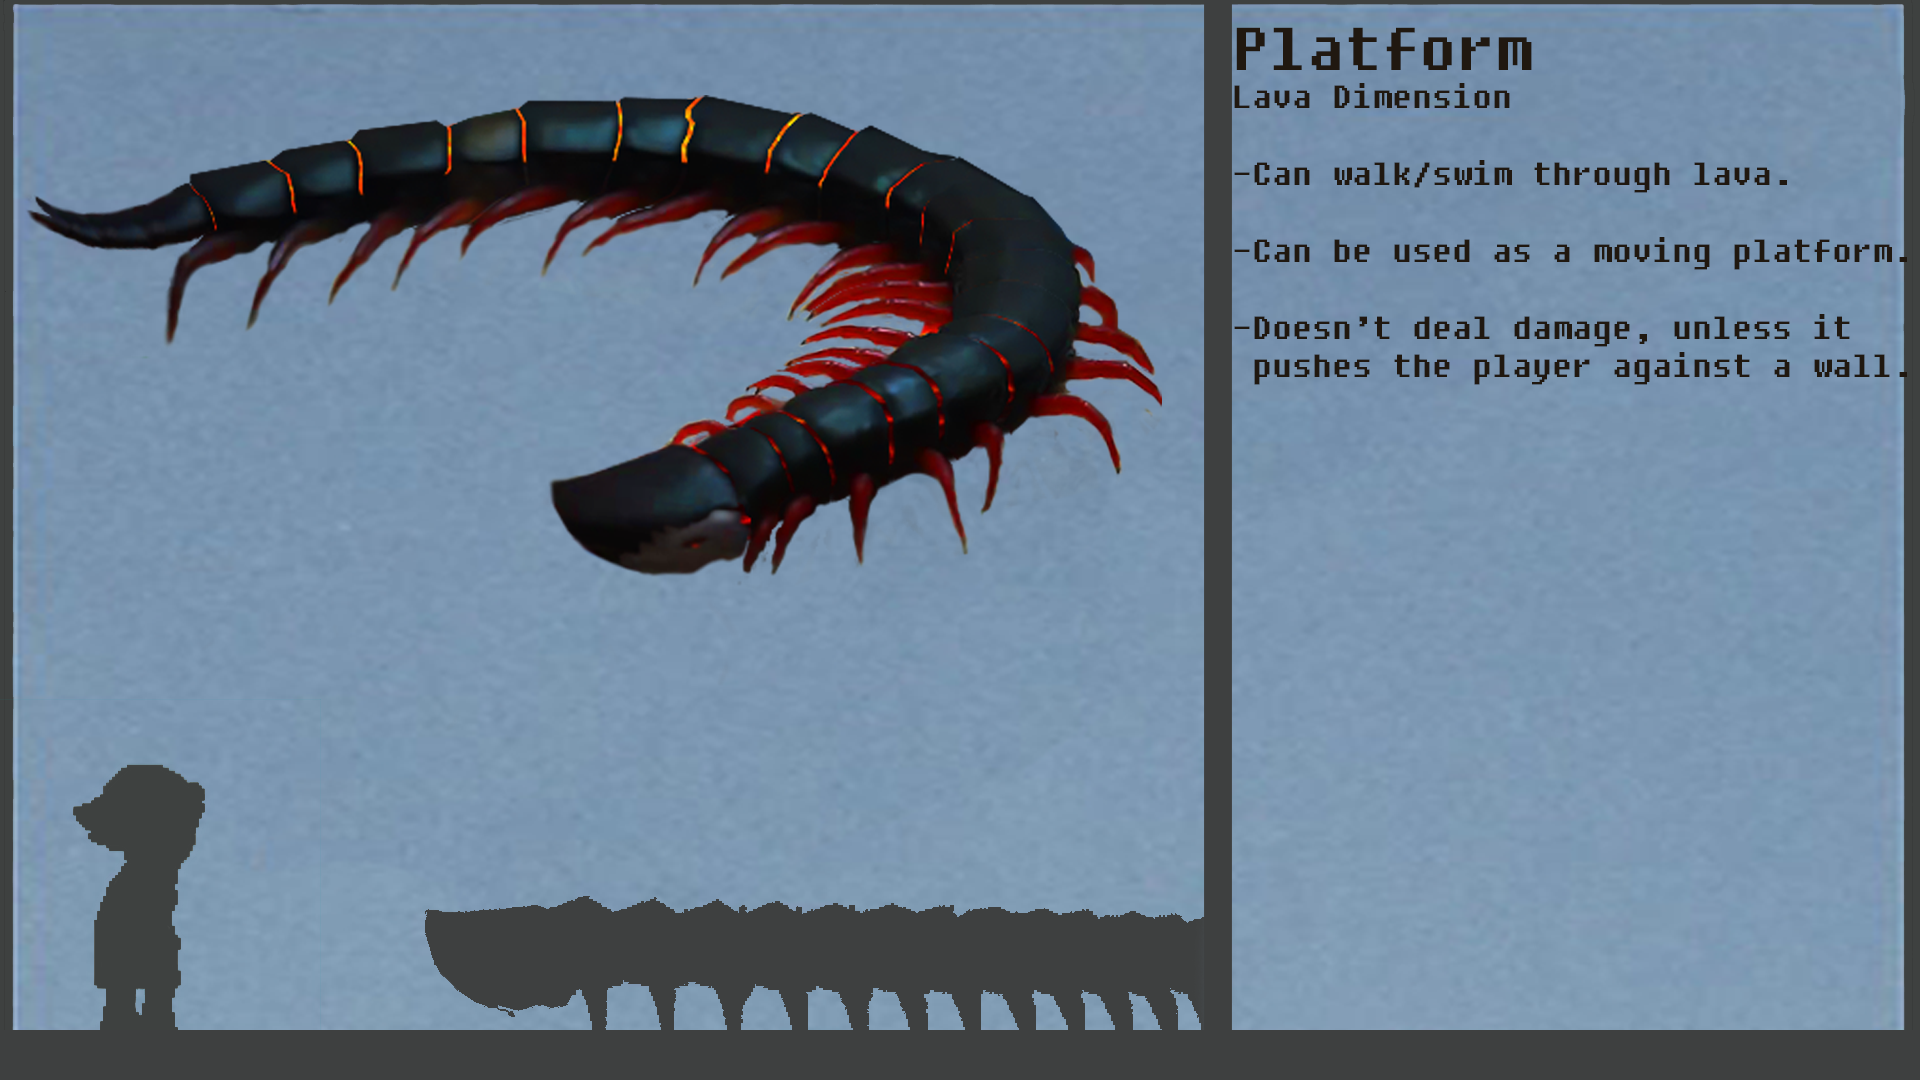 Platform
Lava Dimension
-Can walk/swim through lava.
-Can be used as a moving platform.
-Doesn't deal damage, unless it
pushes the player against a wall.